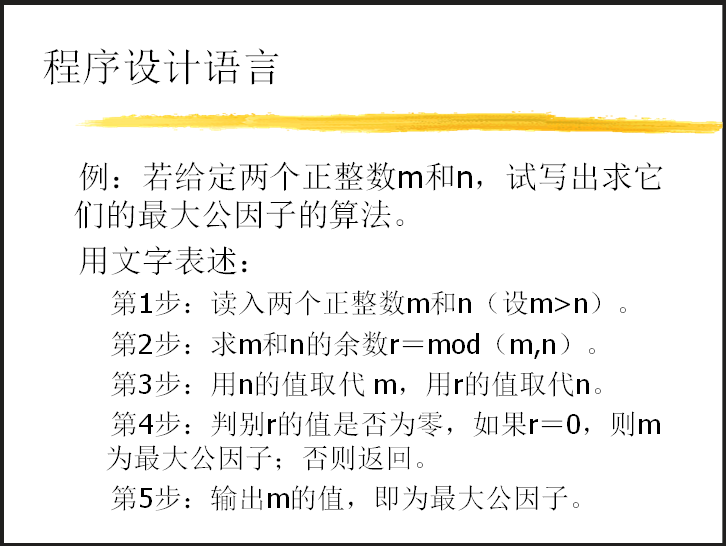 程序设计语言
例：若给定两个正整数m和n，试写出求它
们的最大公因子的算法。
用文字表述：
第1步：读入两个正整数m和n（设m>n）。
第2步：求m和n的余数r＝mod（m,n）。
第3步：用n的值取代 m，用r的值取代n。
第4步：判别r的值是否为零，如果r＝0，则m
为最大公因子；否则返回。
第5步：输出m的值，即为最大公因子。